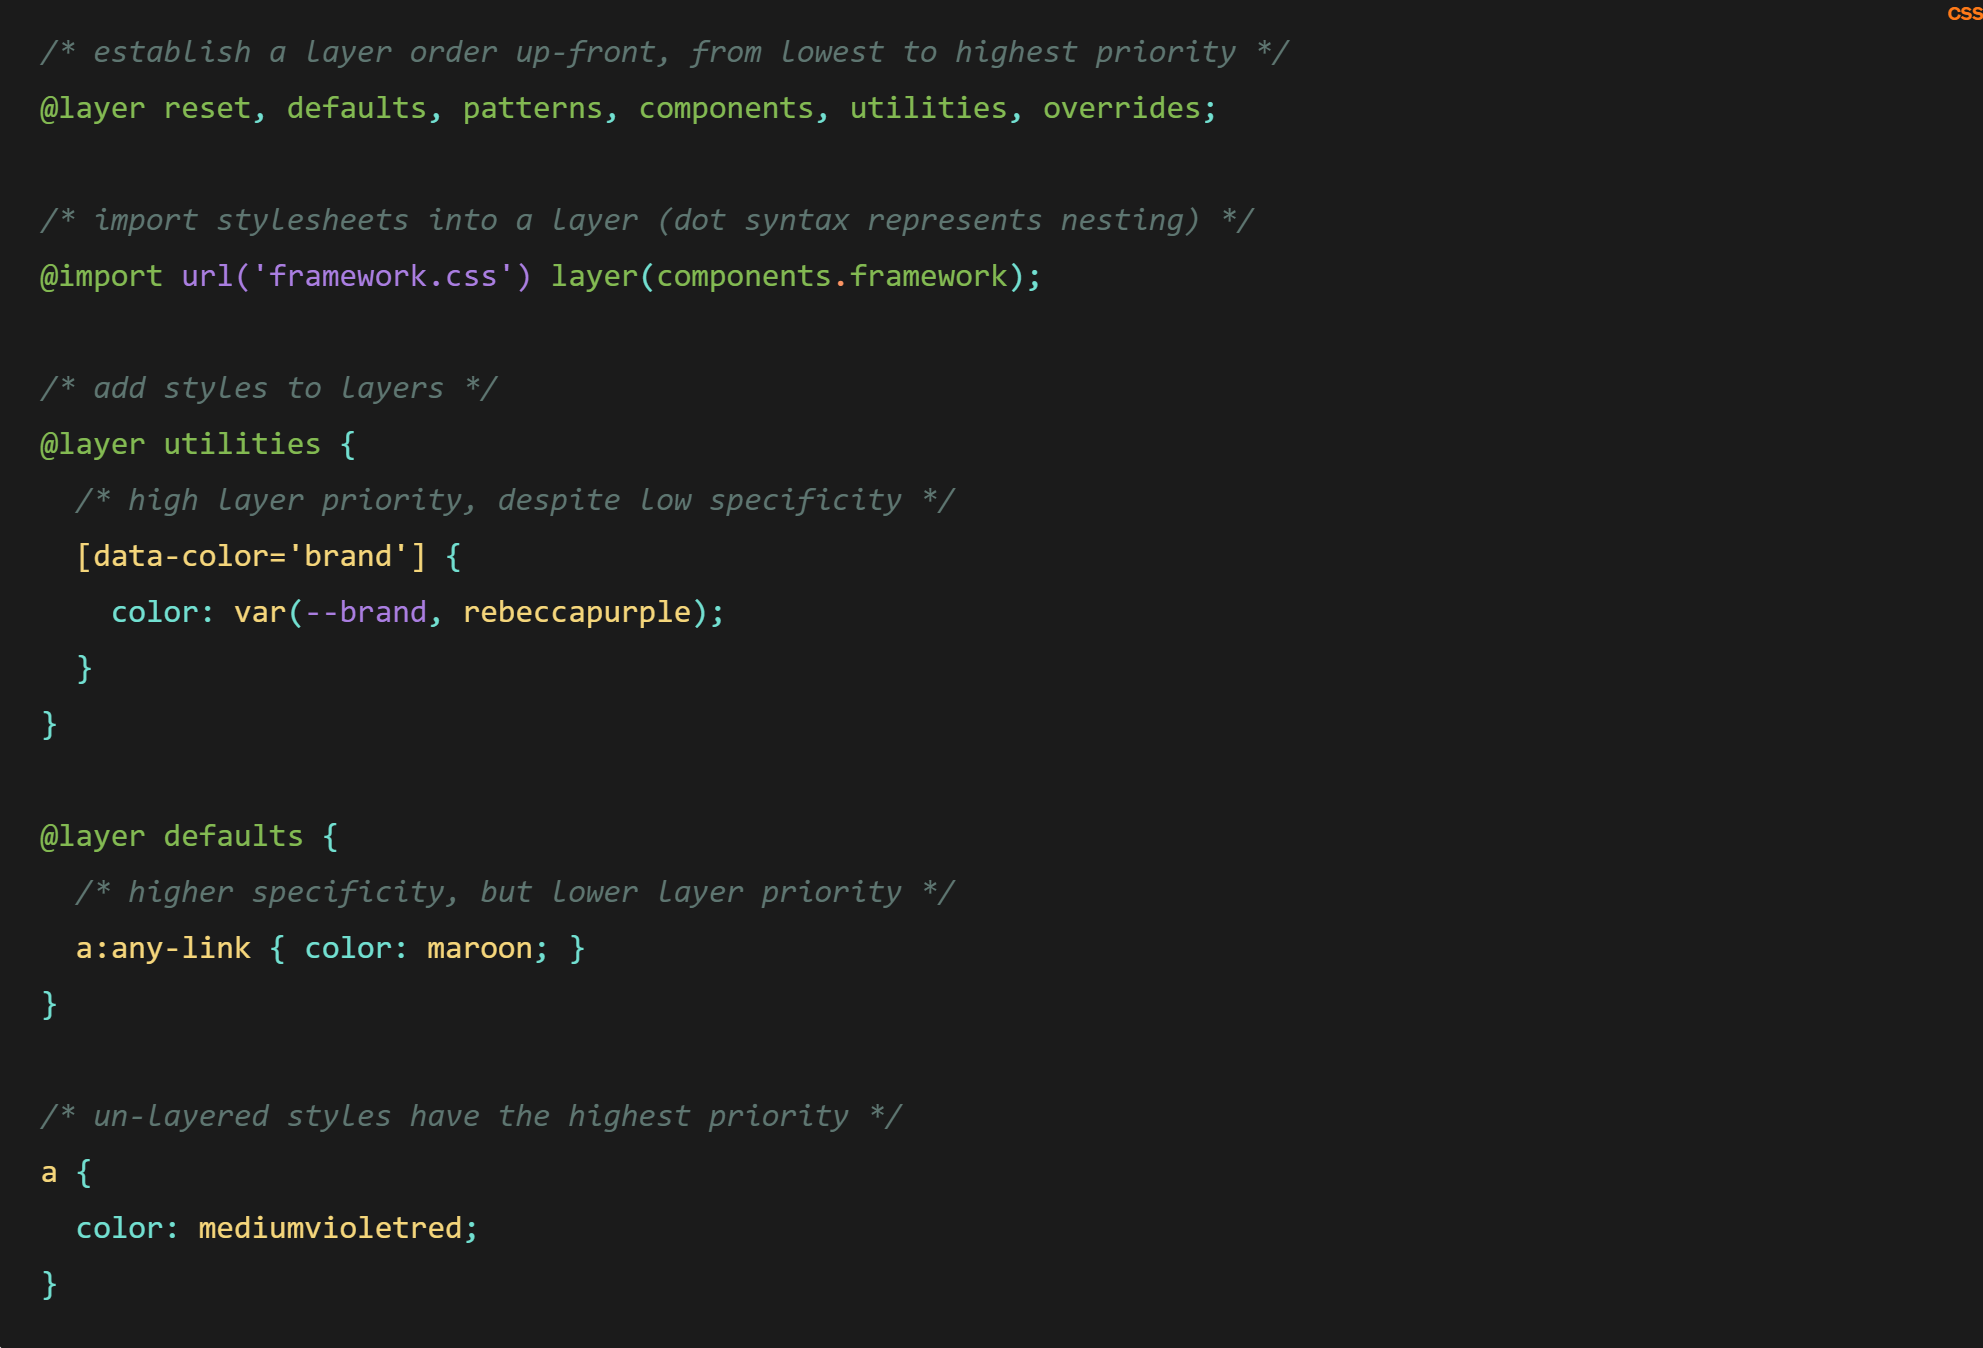 CSS
/* establish a layer order up-front, from lowest to highest priority */
@layer reset, defaults, patterns, components, utilities, overrides;
/* import stylesheets into a layer (dot syntax represents nesting) */
@import url('framework.css') layer(components.framework);
/* add styles to layers */
@layer utilities {
  /* high layer priority, despite low specificity */
  [data-color='brand'] {
    color: var(--brand, rebeccapurple);
  }
}
@layer defaults {
  /* higher specificity, but lower layer priority */
  a:any-link { color: maroon; }
}
/* un-layered styles have the highest priority */
a {
  color: mediumvioletred;
}